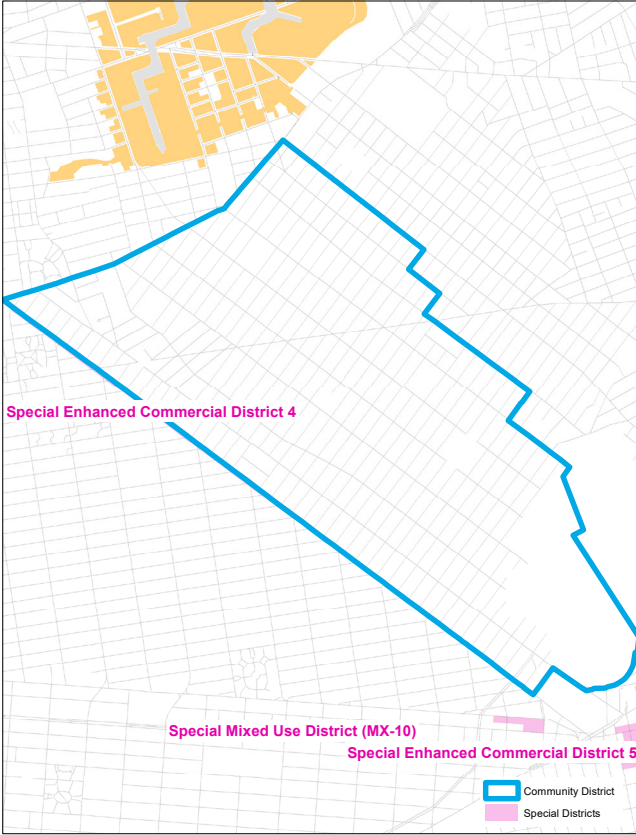 Special Enhanced Commercial District 4
Special Mixed Use District (MX-10)
Special Enhanced Commercial District 5
Community District
Special Districts